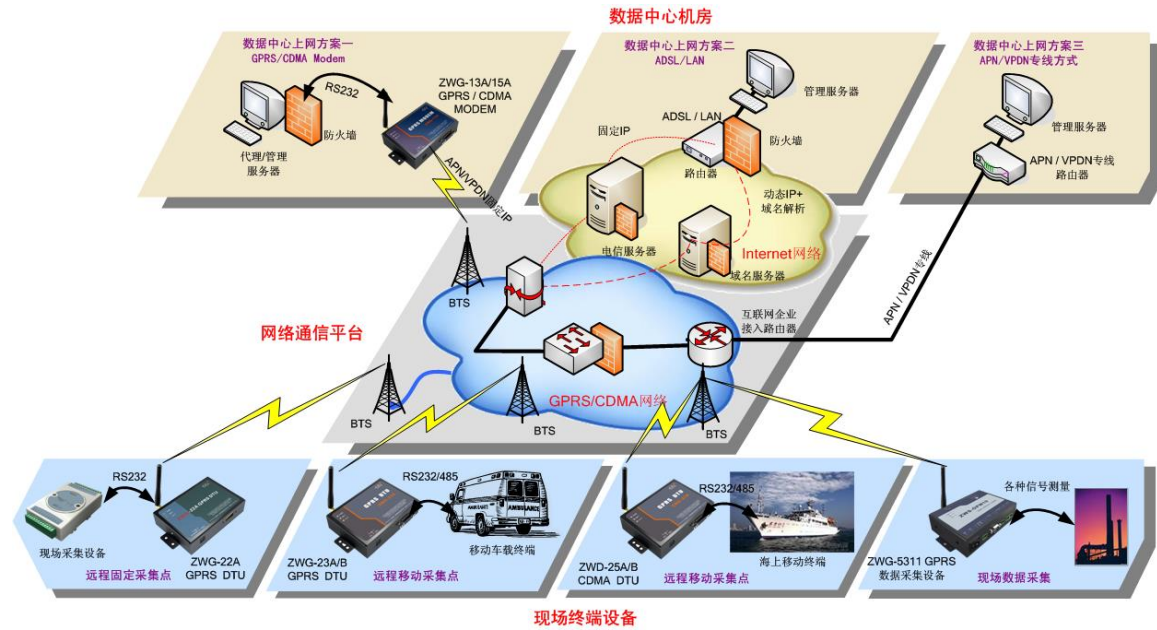 数据中心机房
数据中心上网方案一
GPRS/CDMA Modem
RS232
ZWG-13A/15A
GPRS / CDMA
MODEM
防火墙
代理/管理
服务器
APN/VPDN固定IP
数据中心上网方案二
ADSL/LAN
管理服务器
ADSL / LAN
固定IP
防火墙
路由器
动态IP+
域名解析
电信服务器
Internet网络
域名服务器
数据中心上网方案三
APN/VPDN专线方式
管理服务器
APN / VPDN专线
路由器
APN / VPDN专线
BTS
网络通信平台
互联网企业
接入路由器
GPRS/CDMA网络
BTS
BTS
BTS
RS232
现场采集设备
ZWG-22A
GPRS DTU
远程固定采集点
GPRS DTU
RS232/485
AMBULANCE
移动车载终端
ZWG-23A/B
GPRS DTU
远程移动采集点
RS232/485
海上移动终端
ZWD-25A/B
CDMA DTU
远程移动采集点
各种信号测量
ZWG-5311 GPRS
数据采集设备
现场数据采集
现场终端设备